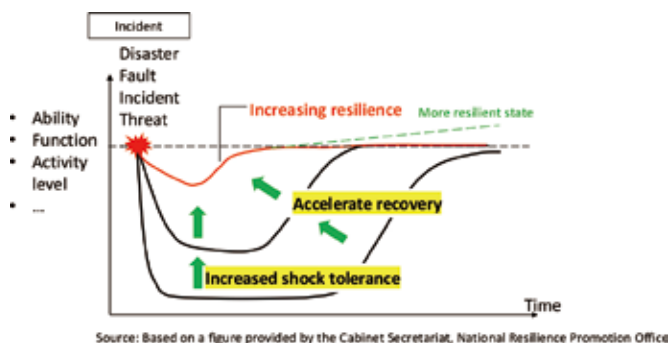 Incident
Disaster
Fault
Incident
Threat
• Ability
• Function
• Activity
level
• ...
Increasing resilience
More resilient state
Accelerate recovery
Increased shock tolerance
Time
Source: Based on a figure provided by the Cabinet Secretariat, National Resilience Promotion Office